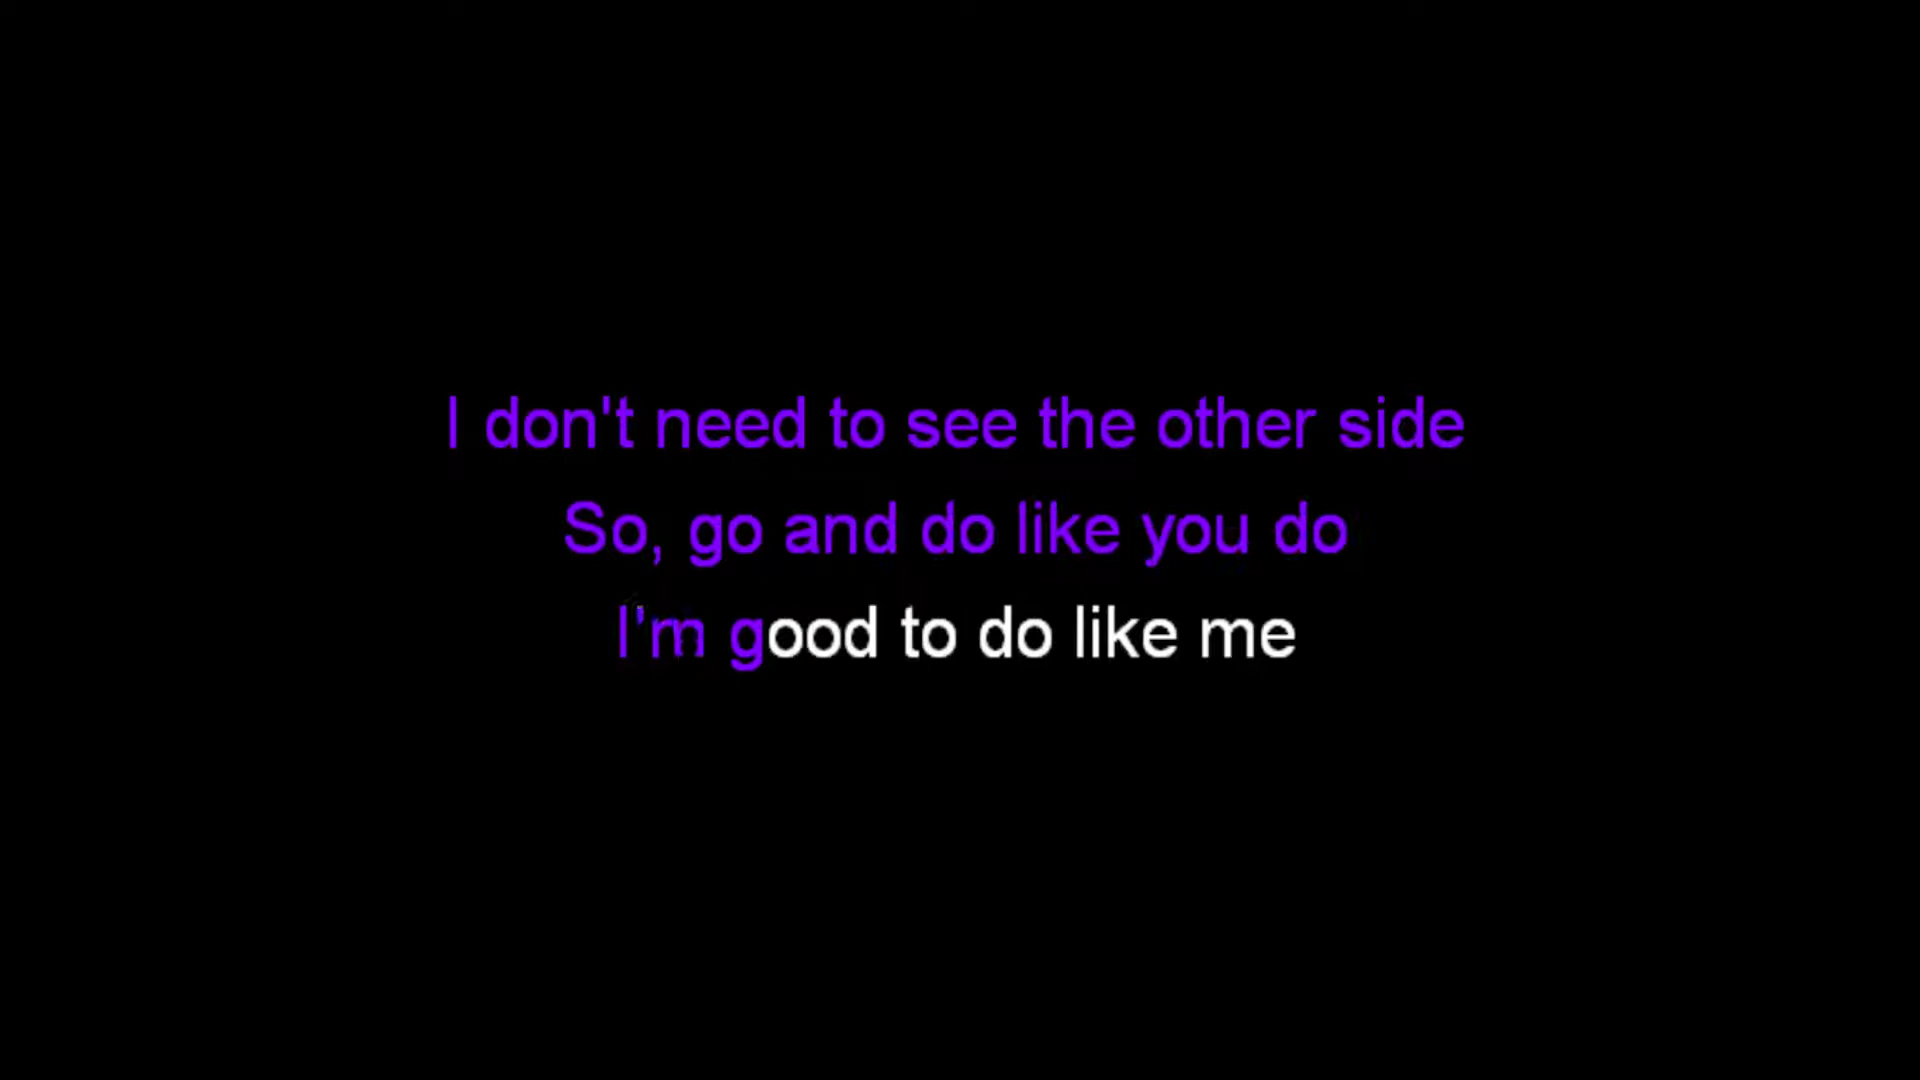 I don't need to see the other side
So, go and do like you do
I'm good to do like me